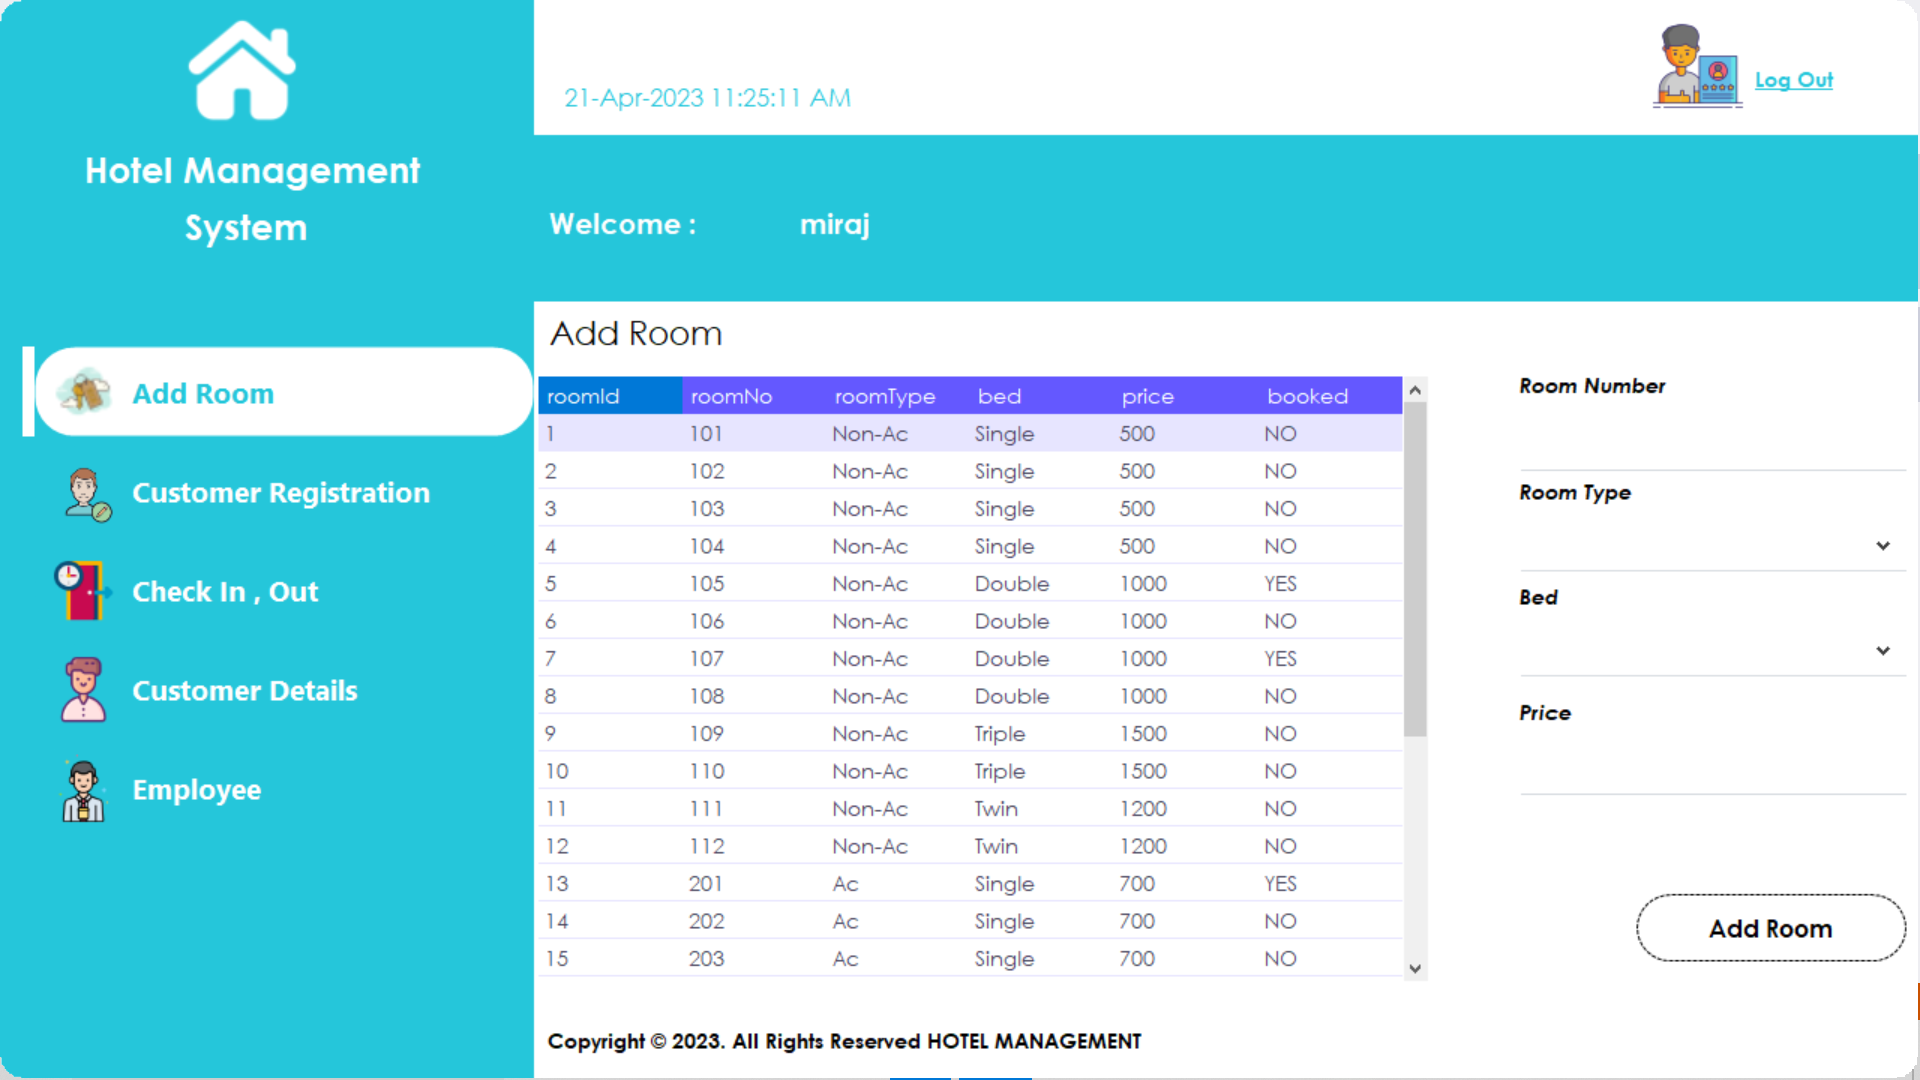 Hotel Management
System
Add Room
Customer Registration
Check In , Out
Customer Details
Employee
21-Apr-2023 11:25:11 AM
Log Out
Welcome : miraj
Add Room
roomId roomNo roomType bed price booked
1 101 Non-Ac Single 500 NO
2 102 Non-Ac Single 500 NO
3 103 Non-Ac Single 500 NO
4 104 Non-Ac Single 500 NO
5 105 Non-Ac Double 1000 YES
6 106 Non-Ac Double 1000 NO
7 107 Non-Ac Double 1000 YES
8 108 Non-Ac Double 1000 NO
9 109 Non-Ac Triple 1500 NO
10 110 Non-Ac Triple 1500 NO
11 111 Non-Ac Twin 1200 NO
12 112 Non-Ac Twin 1200 NO
13 201 Ac Single 700 YES
14 202 Ac Single 700 NO
15 203 Ac Single 700 NO
Room Number
Room Type
Bed
Price
Add Room
Copyright © 2023. All Rights Reserved HOTEL MANAGEMENT